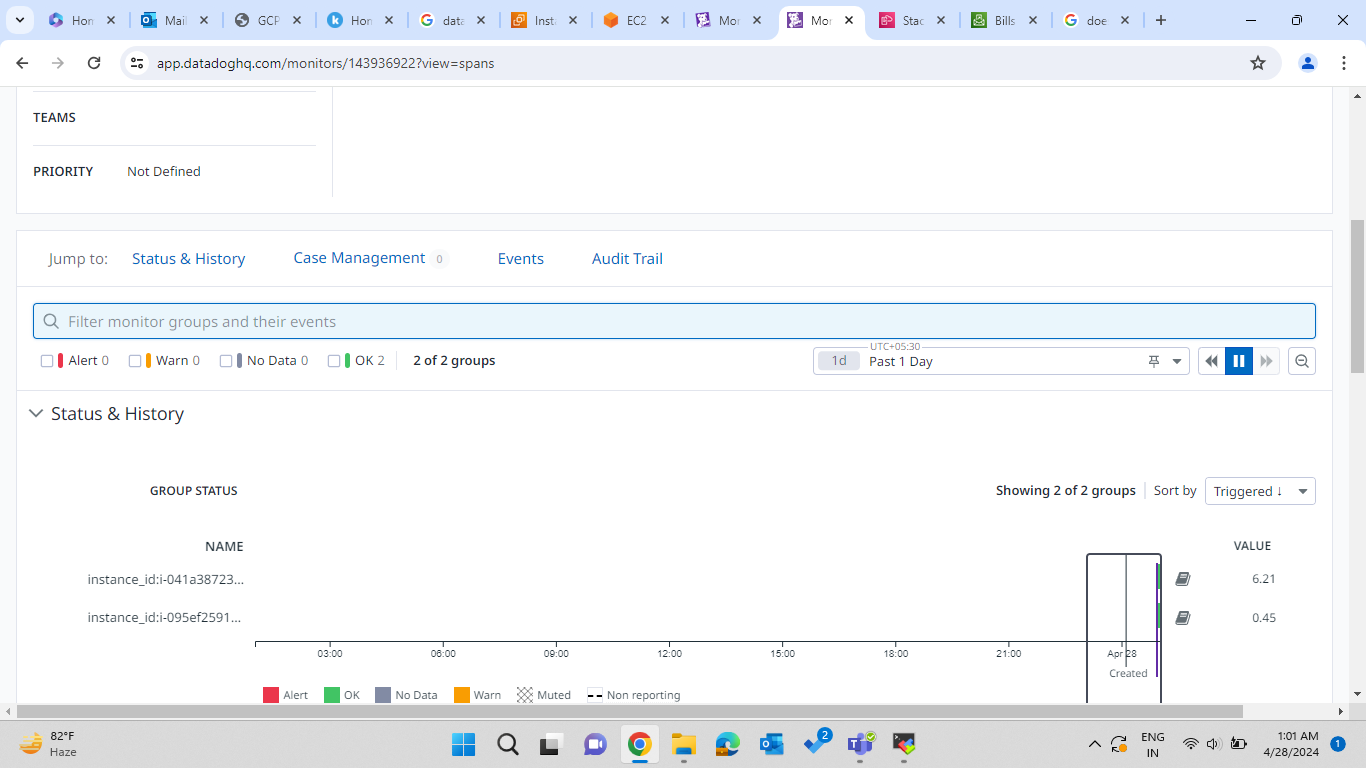 Hom
Mail
GCP
Hon
data
Insta
EC2
Mor
Mor
Stac
Bills
doe
app.datadoghq.com/monitors/143936922?view=spans
TEAMS
PRIORITY Not Defined
Jump to: Status & History Case Management 0 Events Audit Trail
Filter monitor groups and their events
Alert 0 Warn 0 No Data 0 OK 2 2 of 2 groups
UTC+05:30
1d Past 1 Day
Status & History
GROUP STATUS Showing 2 of 2 groups Sort by Triggered ↓
NAME VALUE
instance_id:i-041a38723... 6.21
instance_id:i-095ef2591... 0.45
03:00 06:00 09:00 12:00 15:00 18:00 21:00 Apr 28
Created
Alert OK No Data Warn Muted Non reporting
82°F
Haze
2
ENG
IN
1:01 AM
4/28/2024
1